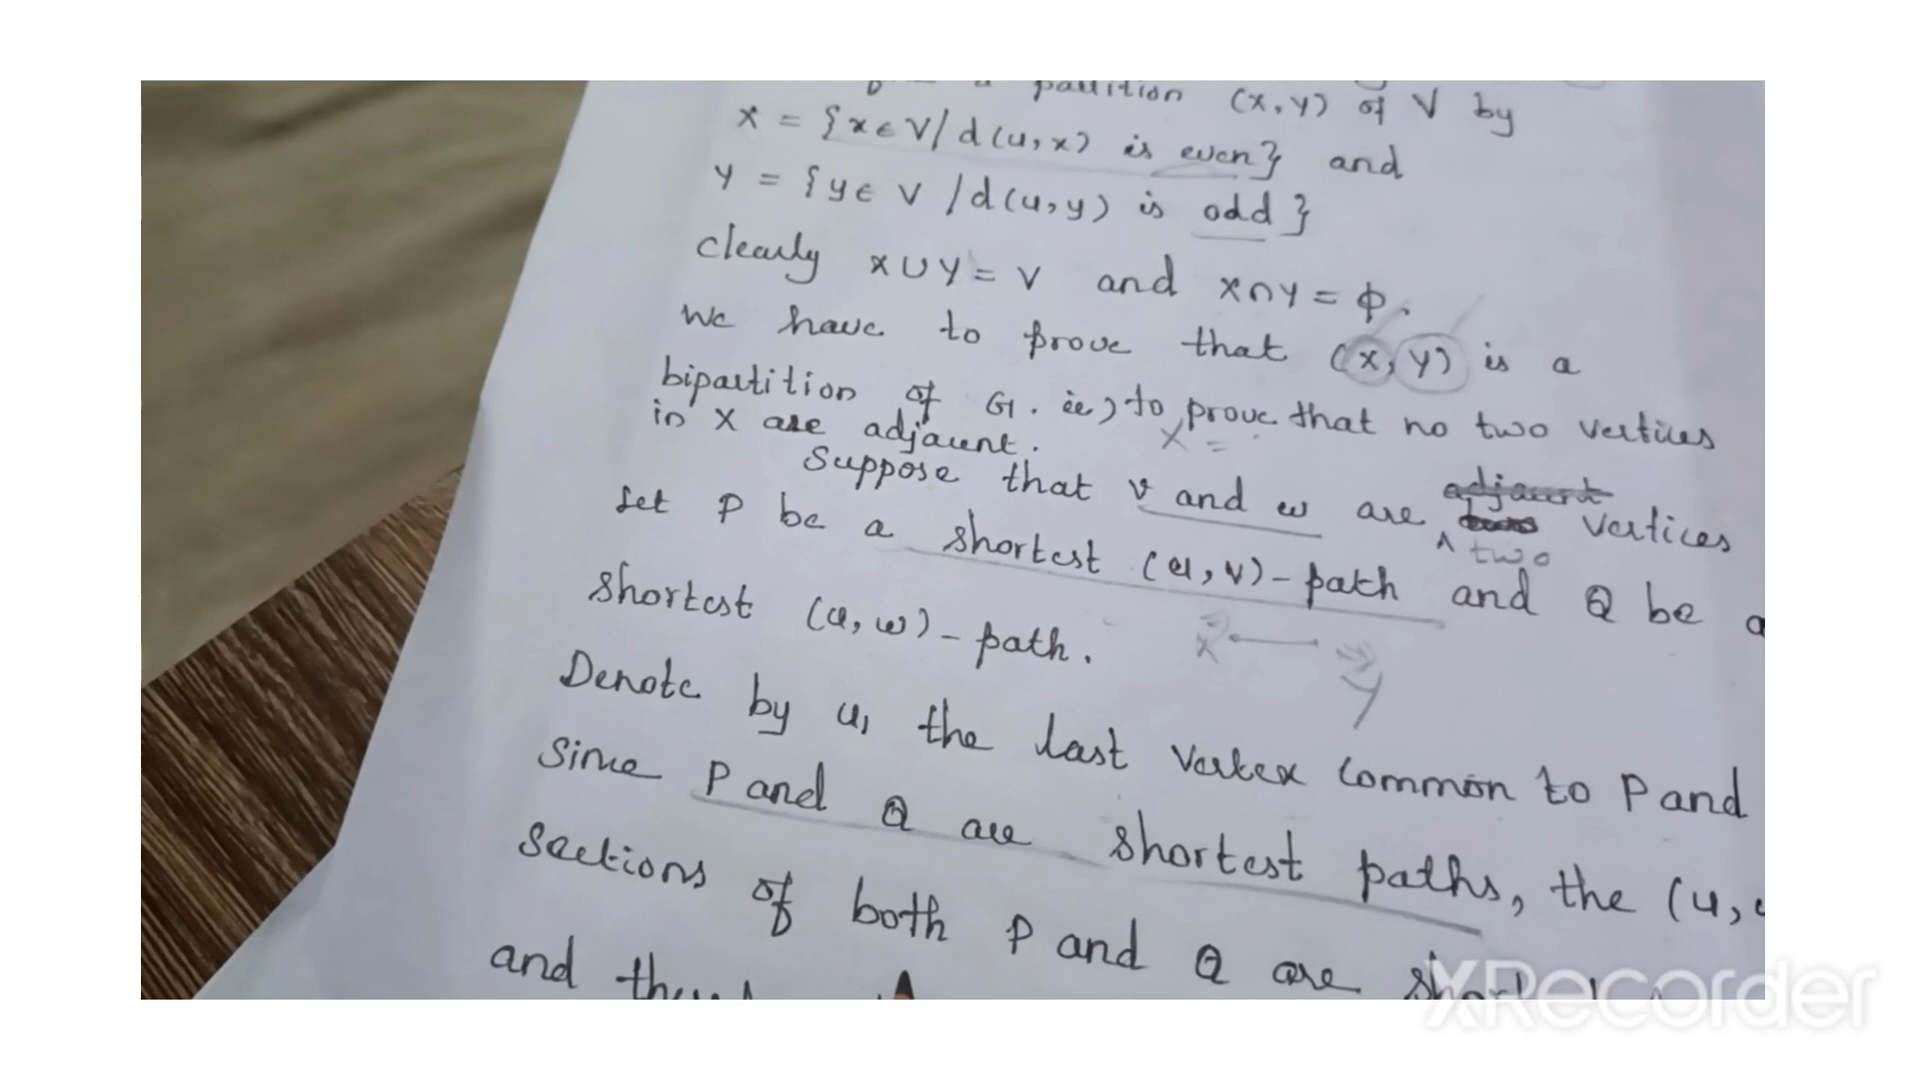 a partition (X, Y) of V by
X = {x ∈ V / d(u, x) is even} and
Y = {y ∈ V / d(u, y) is odd}
clearly X ∪ Y = V and X ∩ Y = φ.
We have to prove that (X, Y) is a
bipartition of G. ie) to prove that no two vertices
in X are adjacent.
X =
Suppose that v and w are two vertices
Let P be a shortest (u, v) - path and Q be a
shortest (u, w) - path.
X Y
Denote by u₁ the last vertex common to P and
Since P and Q are shortest paths, the (u,
sections of both P and Q are
and
XRecorder